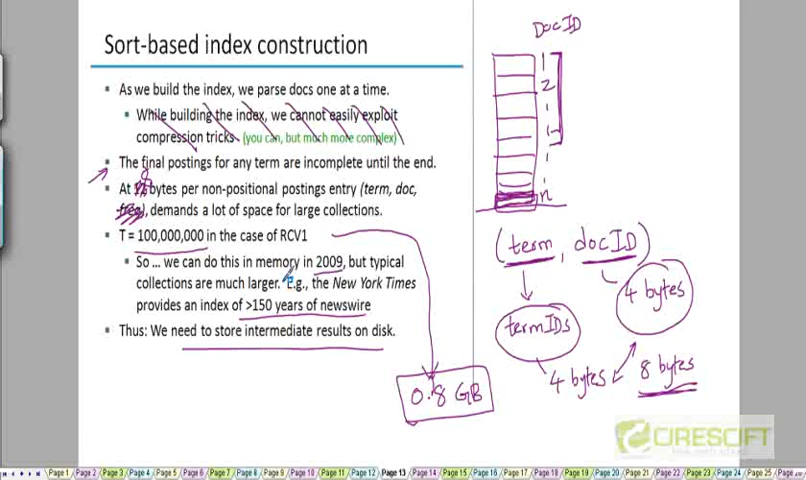 Sort-based index construction
As we build the index, we parse docs one at a time.
While building the index, we cannot easily exploit
compression tricks (you can, but much more complex)
The final postings for any term are incomplete until the end.
At 8 bytes per non-positional postings entry (term, doc,
freq), demands a lot of space for large collections.
T = 100,000,000 in the case of RCV1
So ... we can do this in memory in 2009, but typical
collections are much larger. E.g., the New York Times
provides an index of >150 years of newswire
Thus: We need to store intermediate results on disk.
0.8 GB
DocID
1
2
n
(term, docID)
4 bytes
termIDs
4 bytes
8 bytes
Page 1 Page 2 Page 3 Page 4 Page 5 Page 6 Page 7 Page 8 Page 9 Page 10 Page 11 Page 12 Page 13 Page 14 Page 15 Page 16 Page 17 Page 18 Page 19 Page 20 Page 21 Page 22 Page 23 Page 24 Page 25